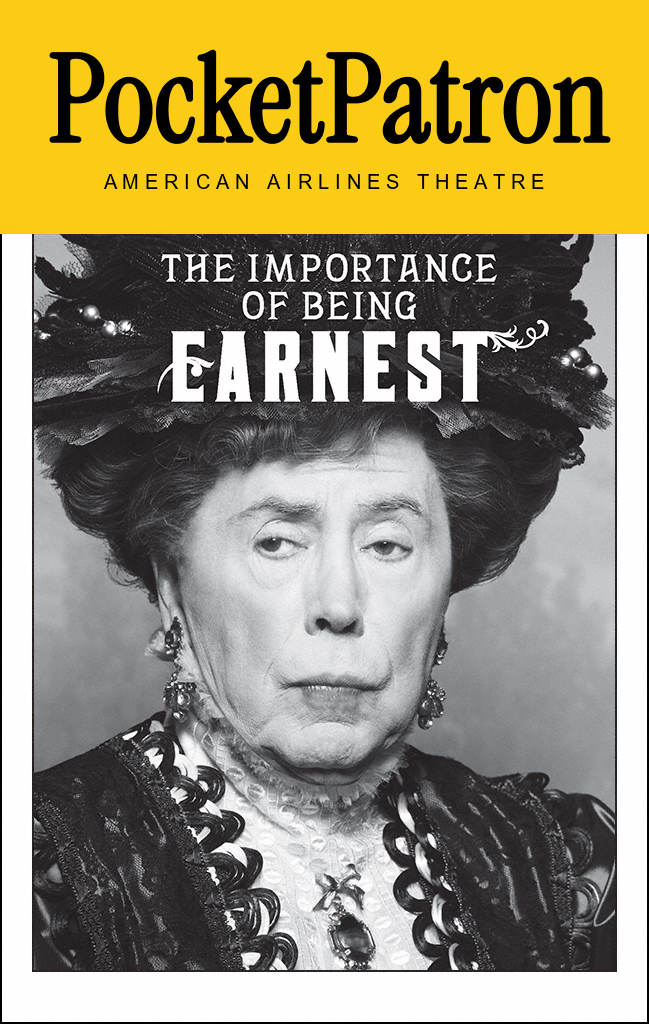 PocketPatron
AMERICAN AIRLINES THEATRE
THE IMPORTANCE
OF BEING
EARNEST